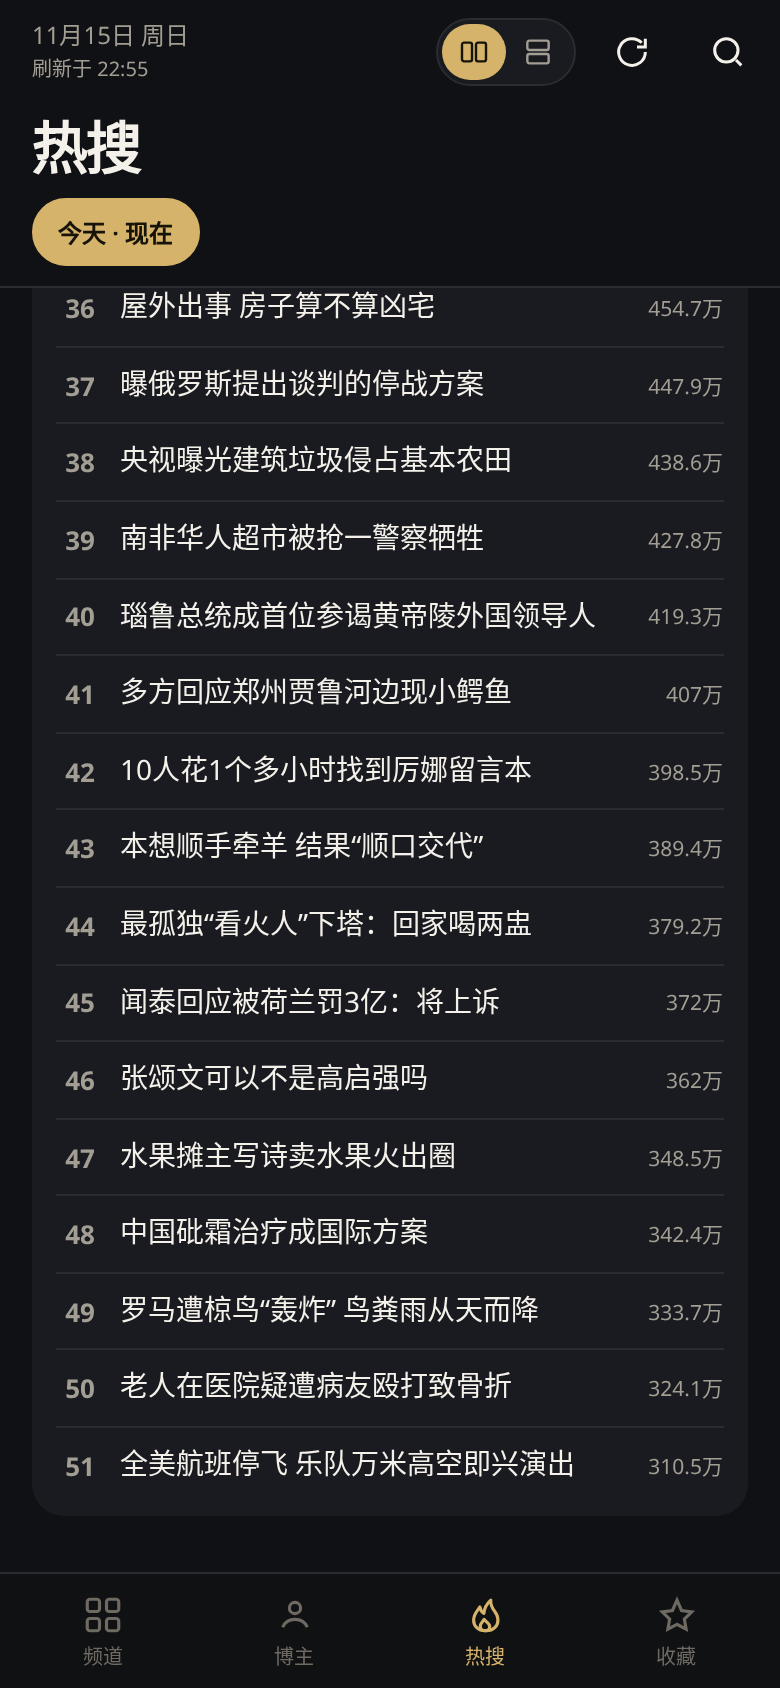 11月15日 周日
刷新于 22:55
热搜
今天 · 现在
36 屋外出事 房子算不算凶宅 454.7万
37 曝俄罗斯提出谈判的停战方案 447.9万
38 央视曝光建筑垃圾侵占基本农田 438.6万
39 南非华人超市被抢一警察牺牲 427.8万
40 瑙鲁总统成首位参谒黄帝陵外国领导人 419.3万
41 多方回应郑州贾鲁河边现小鳄鱼 407万
42 10人花1个多小时找到厉娜留言本 398.5万
43 本想顺手牵羊 结果“顺口交代” 389.4万
44 最孤独“看火人”下塔：回家喝两盅 379.2万
45 闻泰回应被荷兰罚3亿：将上诉 372万
46 张颂文可以不是高启强吗 362万
47 水果摊主写诗卖水果火出圈 348.5万
48 中国砒霜治疗成国际方案 342.4万
49 罗马遭椋鸟“轰炸” 鸟粪雨从天而降 333.7万
50 老人在医院疑遭病友殴打致骨折 324.1万
51 全美航班停飞 乐队万米高空即兴演出 310.5万
频道 博主 热搜 收藏